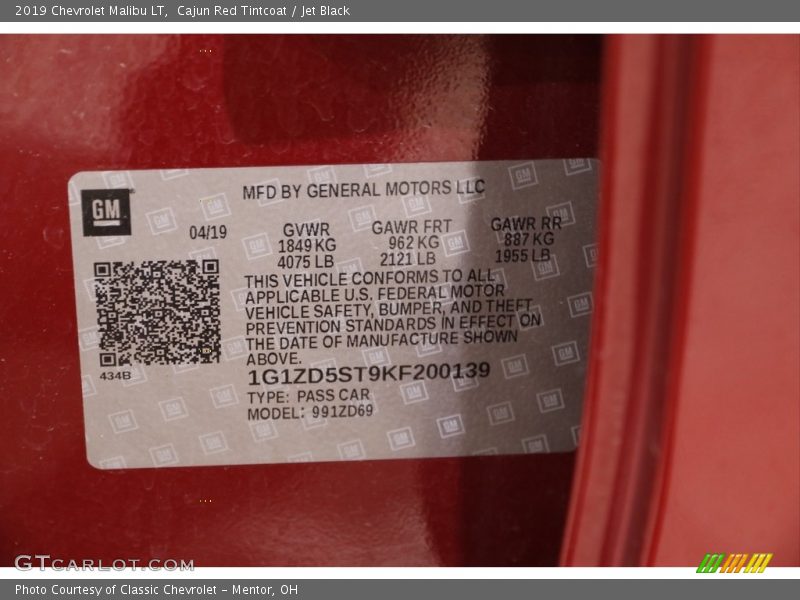 2019 Chevrolet Malibu LT,  Cajun Red Tintcoat / Jet Black
GM
MFD BY GENERAL MOTORS LLC
04/19
GVWR
1849 KG
4075 LB
GAWR FRT
962 KG
2121 LB
GAWR RR
887 KG
1955 LB
THIS VEHICLE CONFORMS TO ALL
APPLICABLE U.S. FEDERAL MOTOR
VEHICLE SAFETY, BUMPER, AND THEFT
PREVENTION STANDARDS IN EFFECT ON
THE DATE OF MANUFACTURE SHOWN
ABOVE.
434B
1G1ZD5ST9KF200139
TYPE: PASS CAR
MODEL: 991ZD69
GTCARLOT.COM
Photo Courtesy of Classic Chevrolet - Mentor, OH